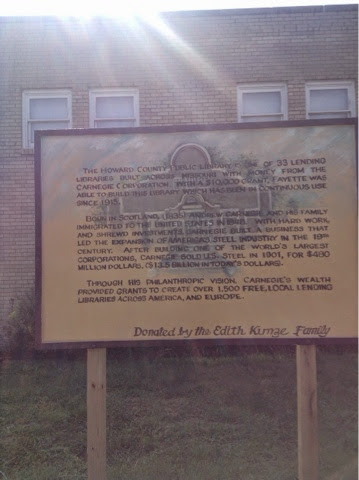 THE HOWARD COUNTY PUBLIC LIBRARY IS ONE OF 33 LENDING
LIBRARIES BUILT ACROSS MISSOURI WITH MONEY FROM THE
CARNEGIE CORPORATION. WITH A $10,000 GRANT, FAYETTE WAS
ABLE TO BUILD THIS LIBRARY WHICH HAS BEEN IN CONTINUOUS USE
SINCE 1915.
BORN IN SCOTLAND, (1835) ANDREW CARNEGIE AND HIS FAMILY
IMMIGRATED TO THE UNITED STATES IN 1848. WITH HARD WORK,
AND SHREWD INVESTMENTS, CARNEGIE BUILT A BUSINESS THAT
LED THE EXPANSION OF AMERICA'S STEEL INDUSTRY IN THE 19TH
CENTURY. AFTER BUILDING ONE OF THE WORLD'S LARGEST
CORPORATIONS, CARNEGIE SOLD U.S. STEEL IN 1901, FOR $480
MILLION DOLLARS, ($13.5 BILLION IN TODAY'S DOLLARS).
THROUGH HIS PHILANTHROPIC VISION, CARNEGIE'S WEALTH
PROVIDED GRANTS TO CREATE OVER 1,500 FREE, LOCAL LENDING
LIBRARIES ACROSS AMERICA, AND EUROPE.
Donated by the Edith Kunze Family